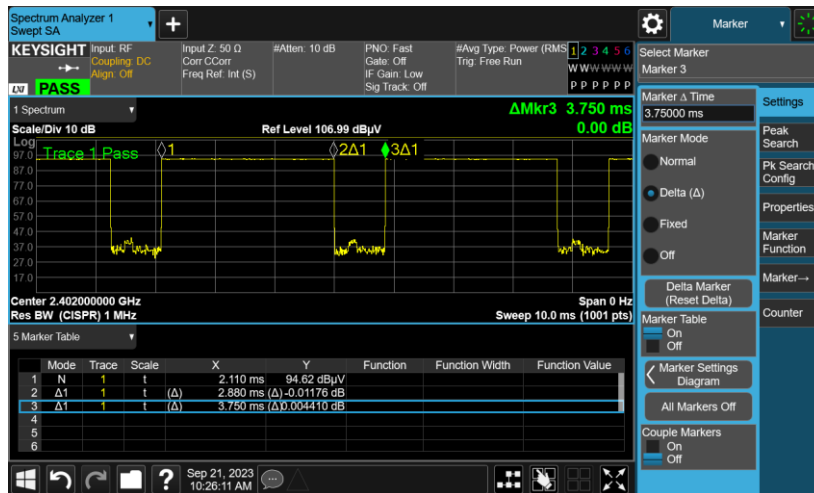 Spectrum Analyzer 1
Swept SA
+
Marker
KEYSIGHT
Input: RF
Coupling: DC
Align: Off
Input Z: 50 Ω
Corr CCorr
Freq Ref: Int (S)
#Atten: 10 dB
PNO: Fast
Gate: Off
IF Gain: Low
Sig Track: Off
#Avg Type: Power (RMS
Trig: Free Run
1 2 3 4 5 6
W W W W W W
P P P P P P
LXI
PASS
Select Marker
Marker 3
1 Spectrum
ΔMkr3 3.750 ms
0.00 dB
Scale/Div 10 dB
Ref Level 106.99 dBµV
Log
Trace 1 Pass
1
2Δ1
3Δ1
97.0
87.0
77.0
67.0
57.0
47.0
37.0
27.0
17.0
Center 2.402000000 GHz
Span 0 Hz
Res BW (CISPR) 1 MHz
Sweep 10.0 ms (1001 pts)
5 Marker Table
Mode Trace Scale X Y Function Function Width Function Value
1 N 1 t 2.110 ms 94.62 dBµV
2 Δ1 1 t (Δ) 2.880 ms (Δ) -0.01176 dB
3 Δ1 1 t (Δ) 3.750 ms (Δ) 0.004410 dB
4
5
6
Marker Δ Time
3.75000 ms
Marker Mode
Normal
Delta (Δ)
Fixed
Off
Delta Marker
(Reset Delta)
Marker Table
On
Off
Marker Settings
Diagram
All Markers Off
Couple Markers
On
Off
Settings
Peak
Search
Pk Search
Config
Properties
Marker
Function
Marker→
Counter
?
Sep 21, 2023
10:26:11 AM